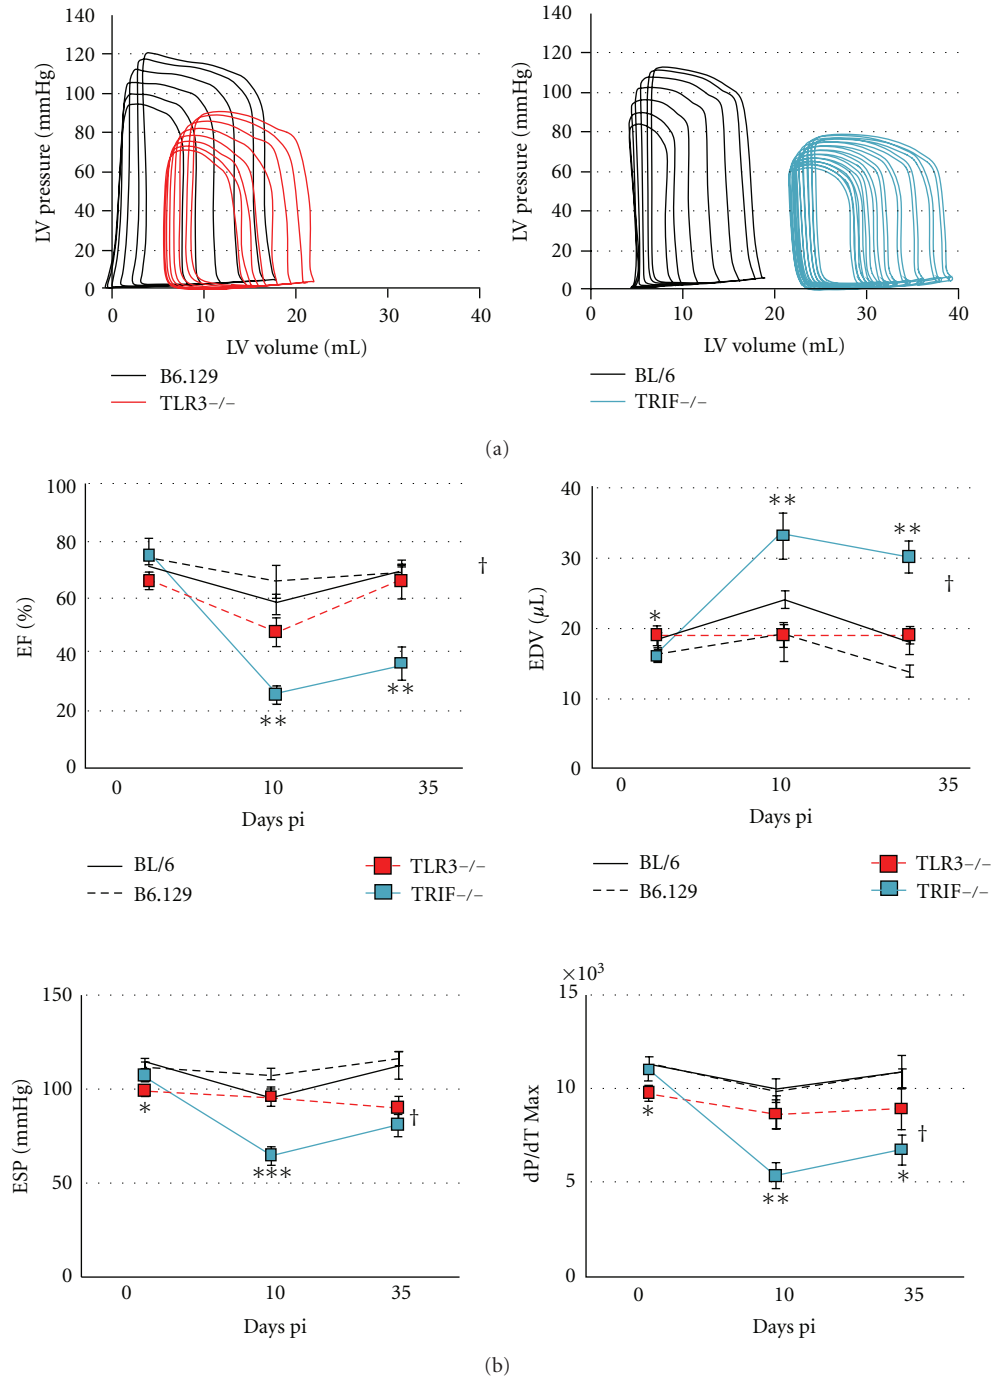 140
120
100
80
60
40
20
0
LV pressure (mmHg)
0 10 20 30 40
LV volume (mL)
B6.129
TLR3−/−
140
120
100
80
60
40
20
0
LV pressure (mmHg)
0 10 20 30 40
LV volume (mL)
BL/6
TRIF−/−
(a)
100
80
60
40
20
0
EF (%)
†
**
**
0 10 35
Days pi
BL/6
B6.129
TLR3−/−
TRIF−/−
40
30
20
10
0
EDV (μL)
**
**
†
*
0 10 35
Days pi
BL/6
B6.129
TLR3−/−
TRIF−/−
150
100
50
0
ESP (mmHg)
*
†
***
0 10 35
Days pi
×10³
15
10
5
0
dP/dT Max
*
†
**
*
0 10 35
Days pi
(b)